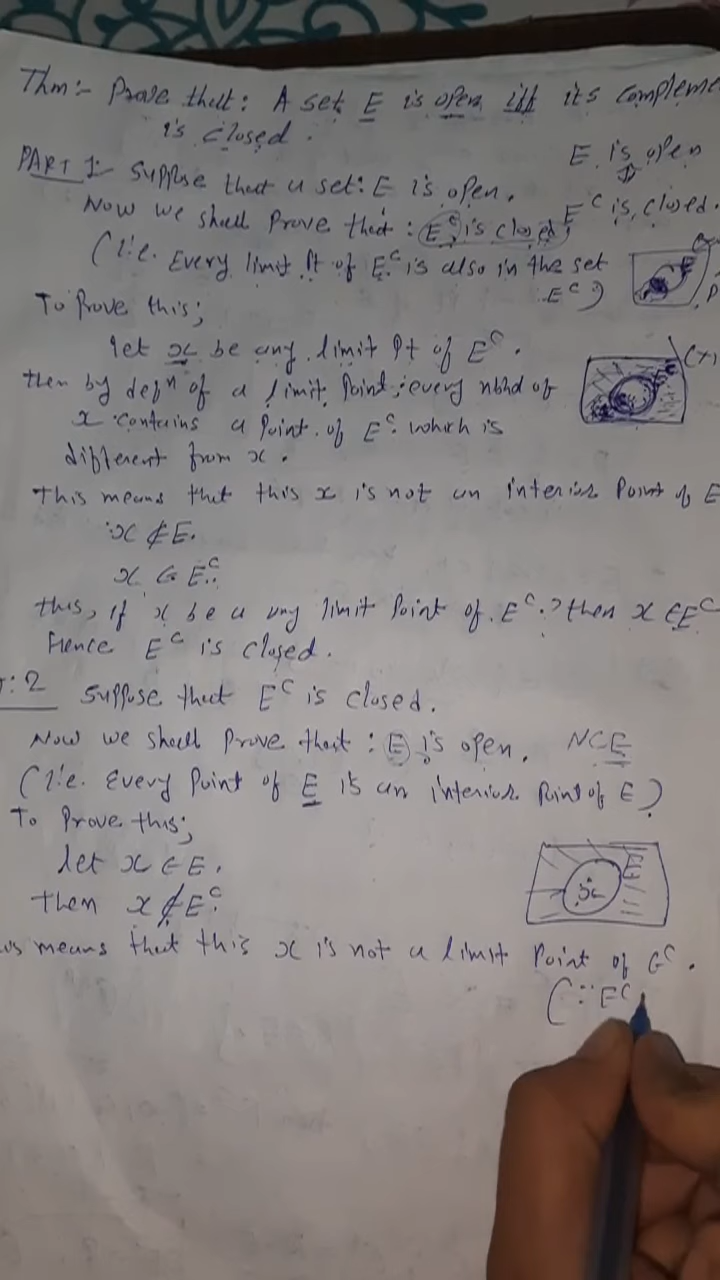 Thm:- Prove that: A set E is open iff its compleme
is closed.
E is open
⇕
E^c is, closed.
PART 1:- Suppose that a set: E is open.
Now we shall prove that: E^c is closed,
(i.e. Every limit Pt of E^c is also in the set
E^c)
To prove this;
let x be any limit Pt of E^c.
then by defⁿ of a limit Point, every nbhd of
x contains a Point of E^c which is
different from x.
This means that this x is not an interior Point of E
x ∉ E.
x ∈ E^c.
this, if x be a any limit Point of E^c, then x ∈ E^c
Hence E^c is closed.
: 2 Suppose that E^c is closed.
Now we shall prove that: E is open. N⊂E
(i.e. Every Point of E is an interior Point of E)
To prove this;
let x ∈ E.
then x ∉ E^c.
E
x
means that this x is not a limit Point of E^c.
(∵ E^c